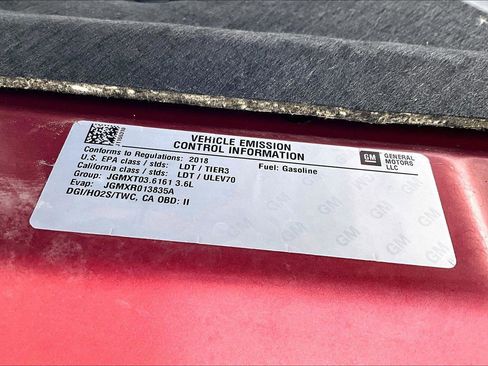 VEHICLE EMISSION
CONTROL INFORMATION
Conforms to Regulations: 2018
U.S. EPA class / stds: LDT / TIER3
Fuel: Gasoline
California class / stds: LDT / ULEV70
Group: JGMXT03.6161 3.6L
Evap: JGMXR013835A
DGI/HO2S/TWC, CA OBD: II
GM
GENERAL
MOTORS
LLC